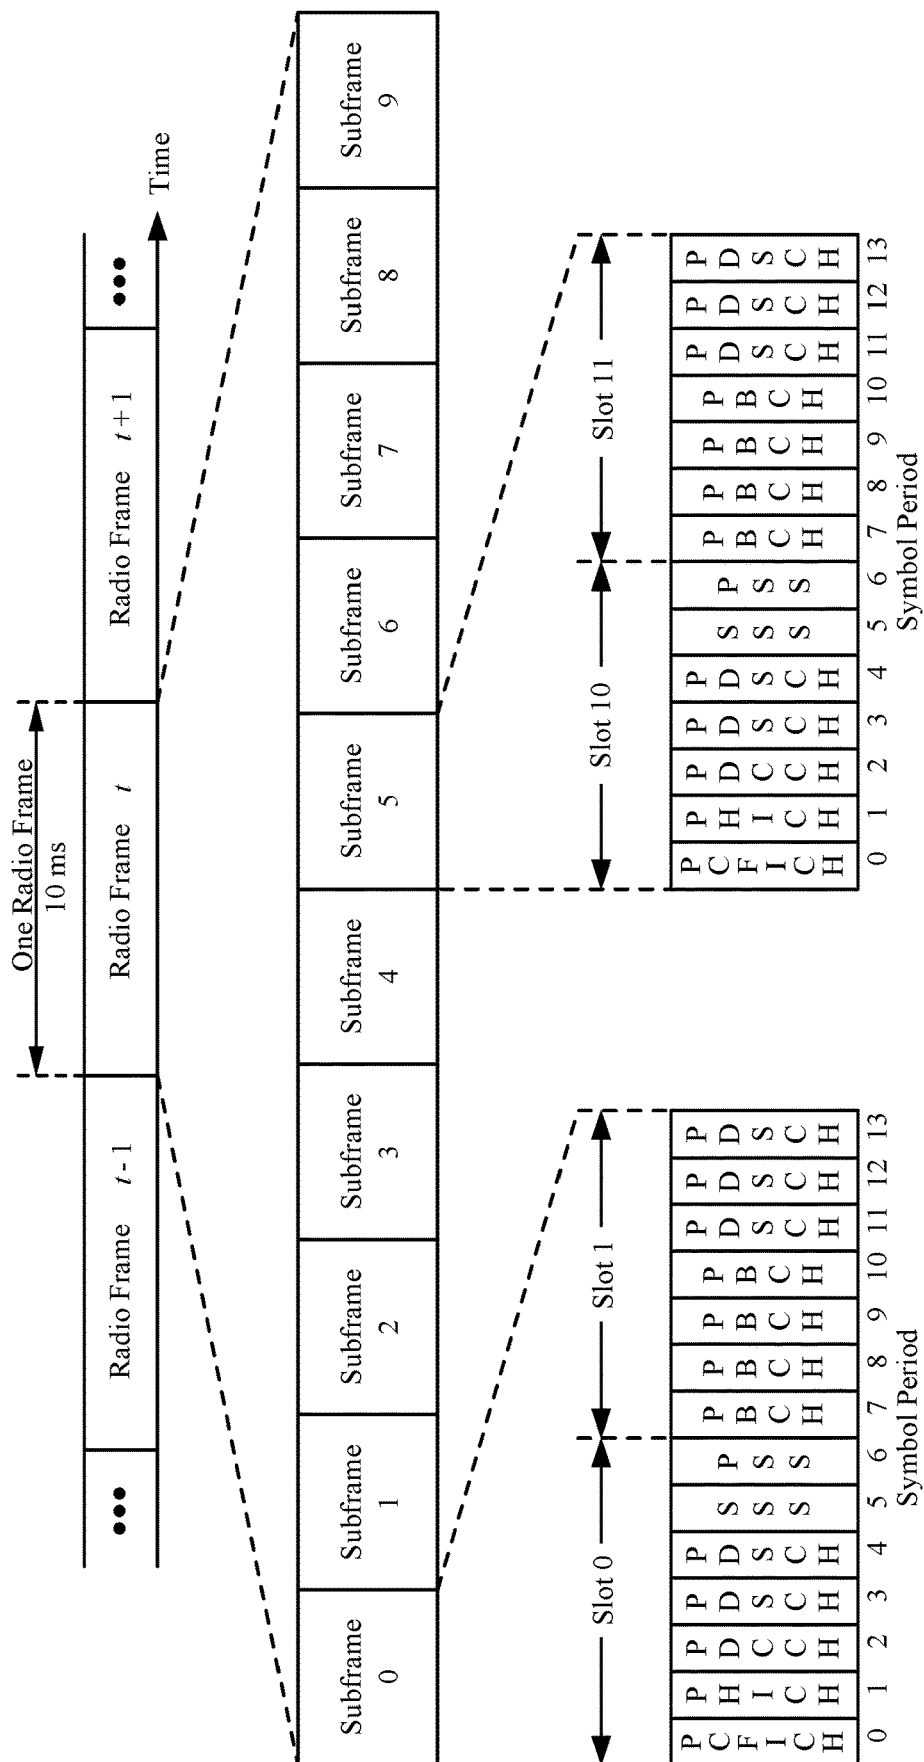 One Radio Frame
10 ms
••• Radio Frame t - 1 Radio Frame t Radio Frame t + 1 •••
Time
Subframe 0
Subframe 1
Subframe 2
Subframe 3
Subframe 4
Subframe 5
Subframe 6
Subframe 7
Subframe 8
Subframe 9
Slot 0 Slot 1
PCFICH PHICH PDCCH PDSCH PDSCH SSS PSS PBCH PBCH PBCH PBCH PDSCH PDSCH PDSCH
0 1 2 3 4 5 6 7 8 9 10 11 12 13
Symbol Period
Slot 10 Slot 11
PCFICH PHICH PDCCH PDSCH PDSCH SSS PSS PBCH PBCH PBCH PBCH PDSCH PDSCH PDSCH
0 1 2 3 4 5 6 7 8 9 10 11 12 13
Symbol Period